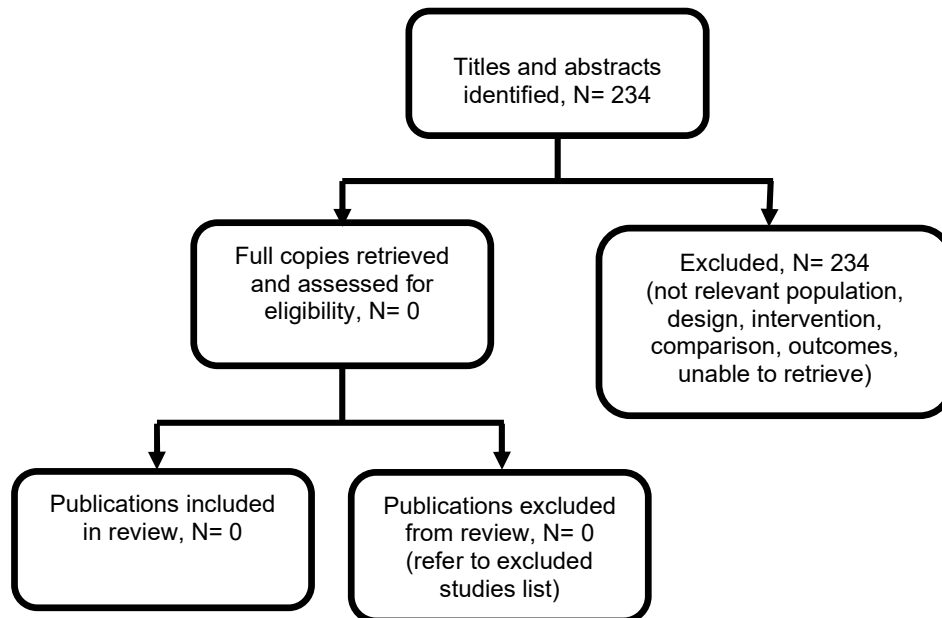 Titles and abstracts
identified, N= 234
Full copies retrieved
and assessed for
eligibility, N= 0
Excluded, N= 234
(not relevant population,
design, intervention,
comparison, outcomes,
unable to retrieve)
Publications included
in review, N= 0
Publications excluded
from review, N= 0
(refer to excluded
studies list)